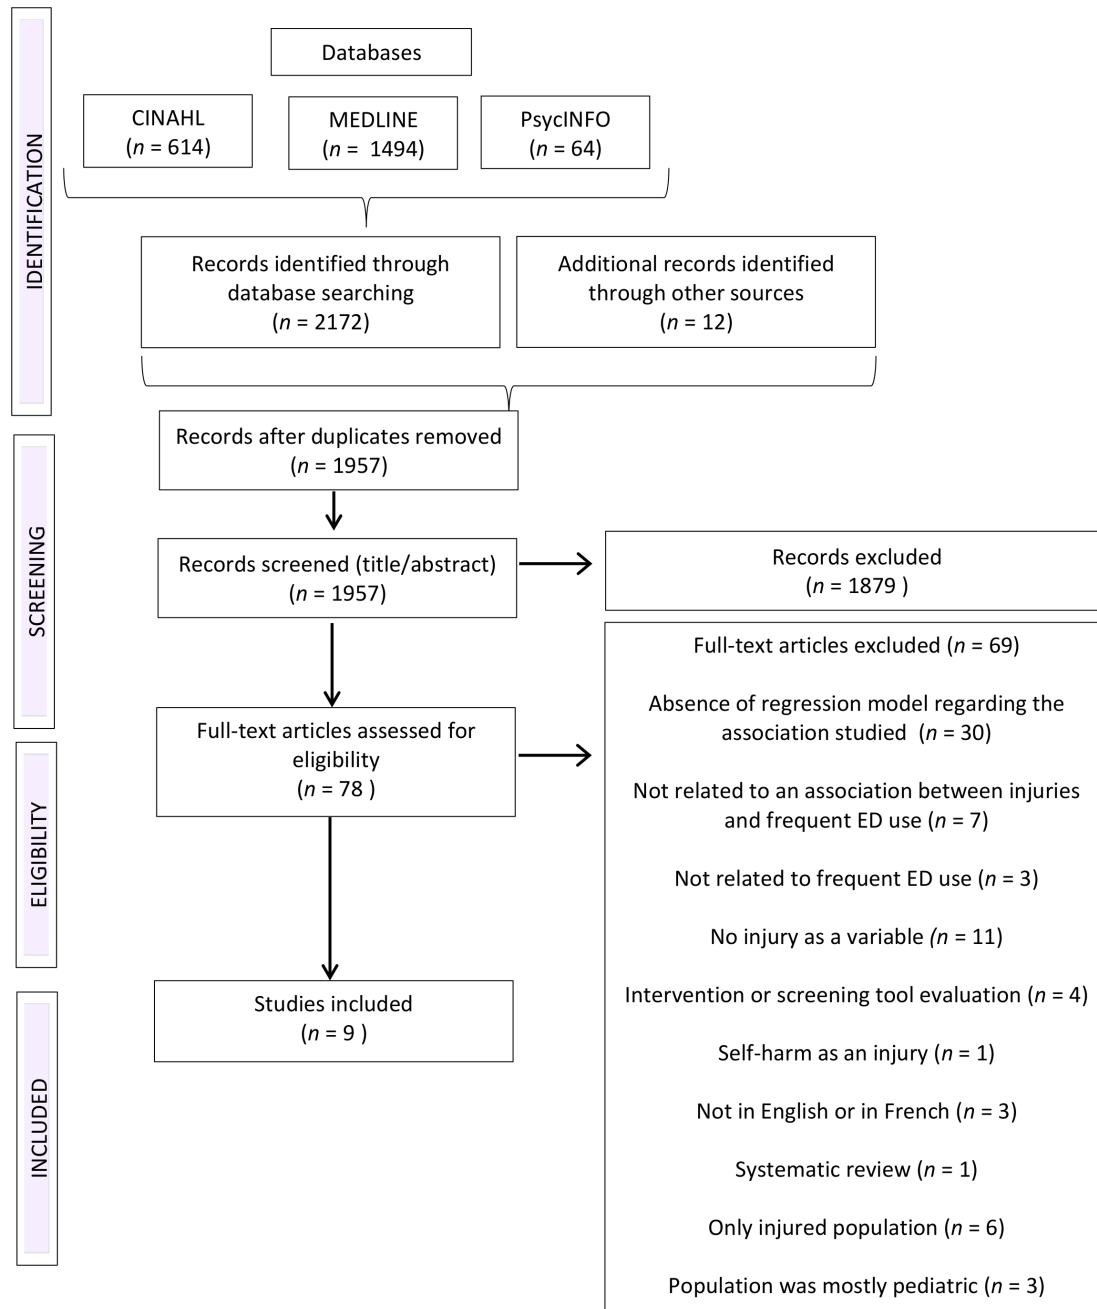 IDENTIFICATION
Databases
CINAHL
(n = 614)
MEDLINE
(n =  1494)
PsycINFO
(n = 64)
Records identified through
database searching
(n = 2172)
Additional records identified
through other sources
(n = 12)
SCREENING
Records after duplicates removed
(n = 1957)
Records screened (title/abstract)
(n = 1957)
Records excluded
(n = 1879 )
ELIGIBILITY
Full-text articles assessed for
eligibility
(n = 78 )
Full-text articles excluded (n = 69)
Absence of regression model regarding the
association studied  (n = 30)
Not related to an association between injuries
and frequent ED use (n = 7)
Not related to frequent ED use (n = 3)
No injury as a variable (n = 11)
Intervention or screening tool evaluation (n = 4)
Self-harm as an injury (n = 1)
Not in English or in French (n = 3)
Systematic review (n = 1)
Only injured population (n = 6)
Population was mostly pediatric (n = 3)
INCLUDED
Studies included
(n = 9 )